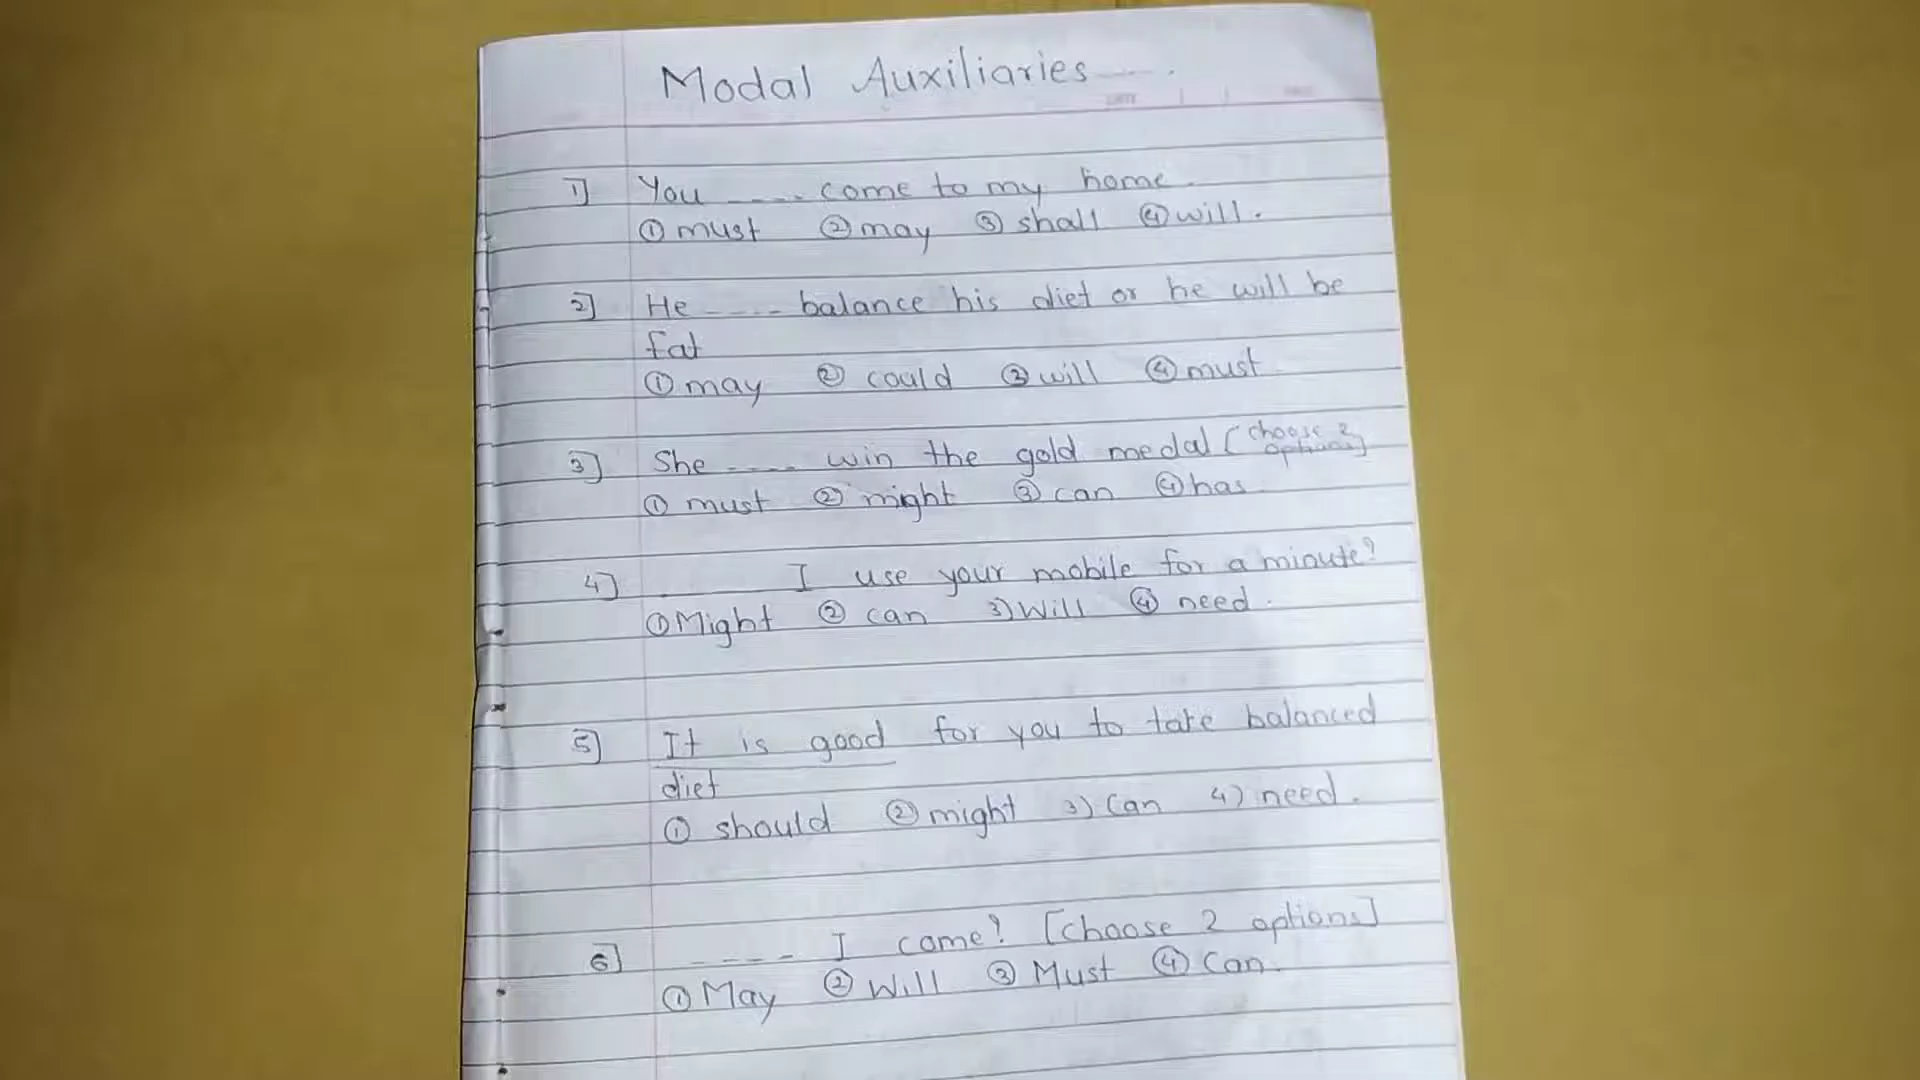 Modal Auxiliaries
DATE
1] You ---- come to my home.
① must ② may ③ shall ④ will.
2] He ---- balance his diet or he will be
fat
① may ② could ③ will ④ must
3] She ---- win the gold medal [choose 2
options]
① must ② might ③ can ④ has
4] I use your mobile for a minute?
① Might ② can 3) Will ④ need.
5] It is good for you to take balanced
diet
① should ② might 3) Can 4) need.
6] ---- I come? [choose 2 options]
① May ② Will ③ Must ④ Can.